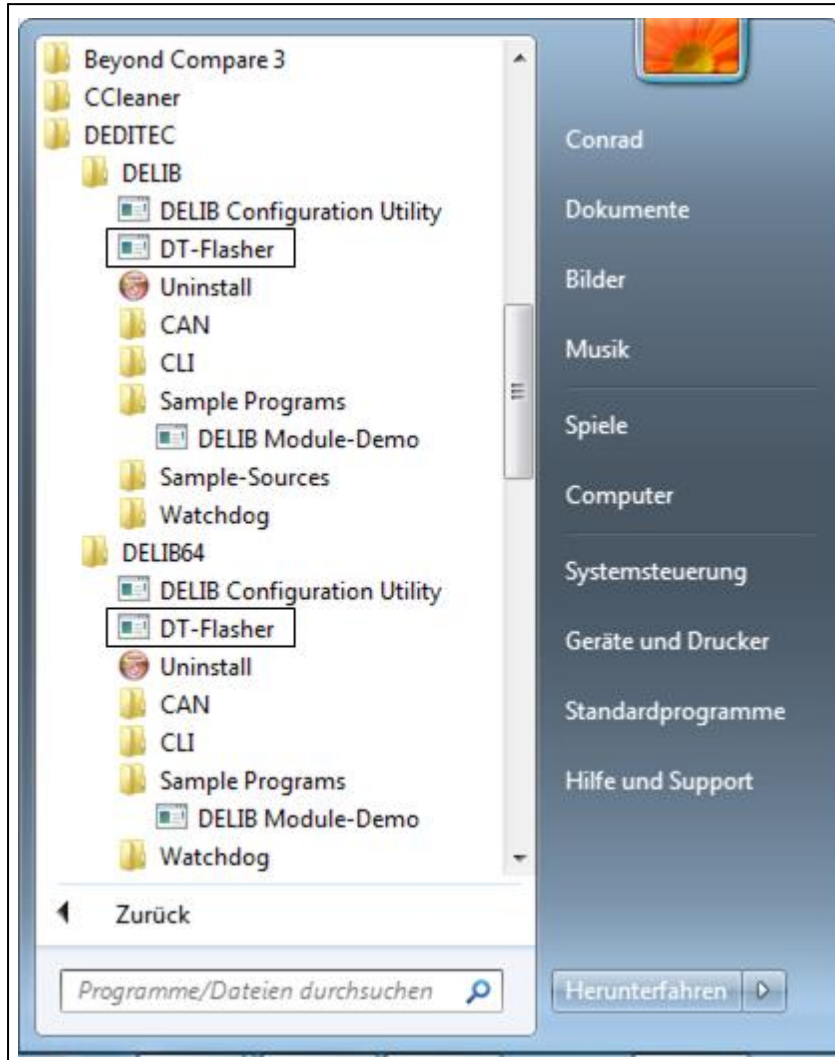 Beyond Compare 3
CCleaner
DEDITEC
DELIB
DELIB Configuration Utility
DT-Flasher
Uninstall
CAN
CLI
Sample Programs
DELIB Module-Demo
Sample-Sources
Watchdog
DELIB64
DELIB Configuration Utility
DT-Flasher
Uninstall
CAN
CLI
Sample Programs
DELIB Module-Demo
Watchdog
Zurück
Programme/Dateien durchsuchen
Conrad
Dokumente
Bilder
Musik
Spiele
Computer
Systemsteuerung
Geräte und Drucker
Standardprogramme
Hilfe und Support
Herunterfahren